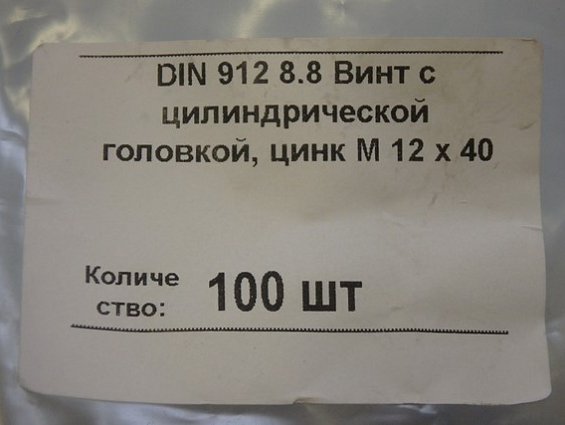 DIN 912 8.8 Винт с
цилиндрической
головкой, цинк М 12 х 40
Количе
ство:
100 шт